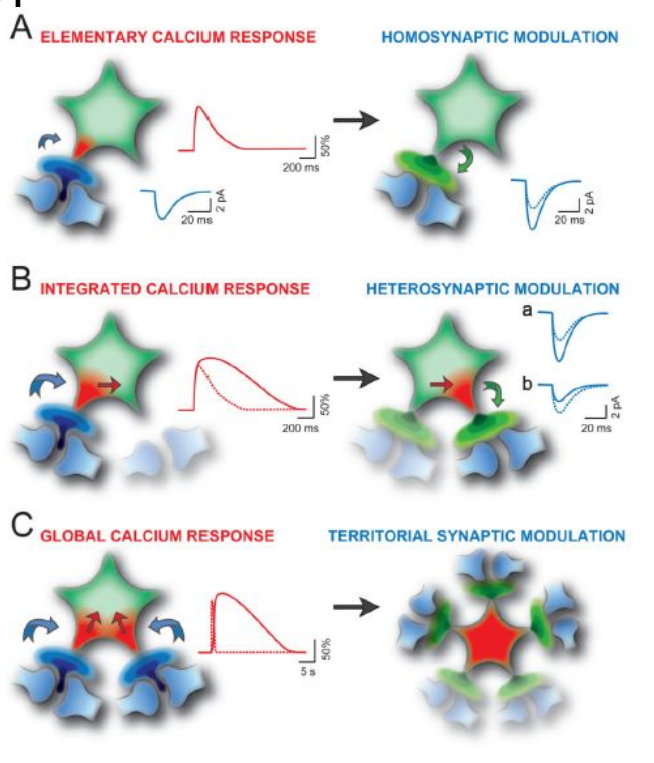 A
ELEMENTARY CALCIUM RESPONSE
HOMOSYNAPTIC MODULATION
50%
200 ms
2 pA
20 ms
2 pA
20 ms
B
INTEGRATED CALCIUM RESPONSE
HETEROSYNAPTIC MODULATION
a
b
50%
200 ms
2 pA
20 ms
C
GLOBAL CALCIUM RESPONSE
TERRITORIAL SYNAPTIC MODULATION
50%
5 s